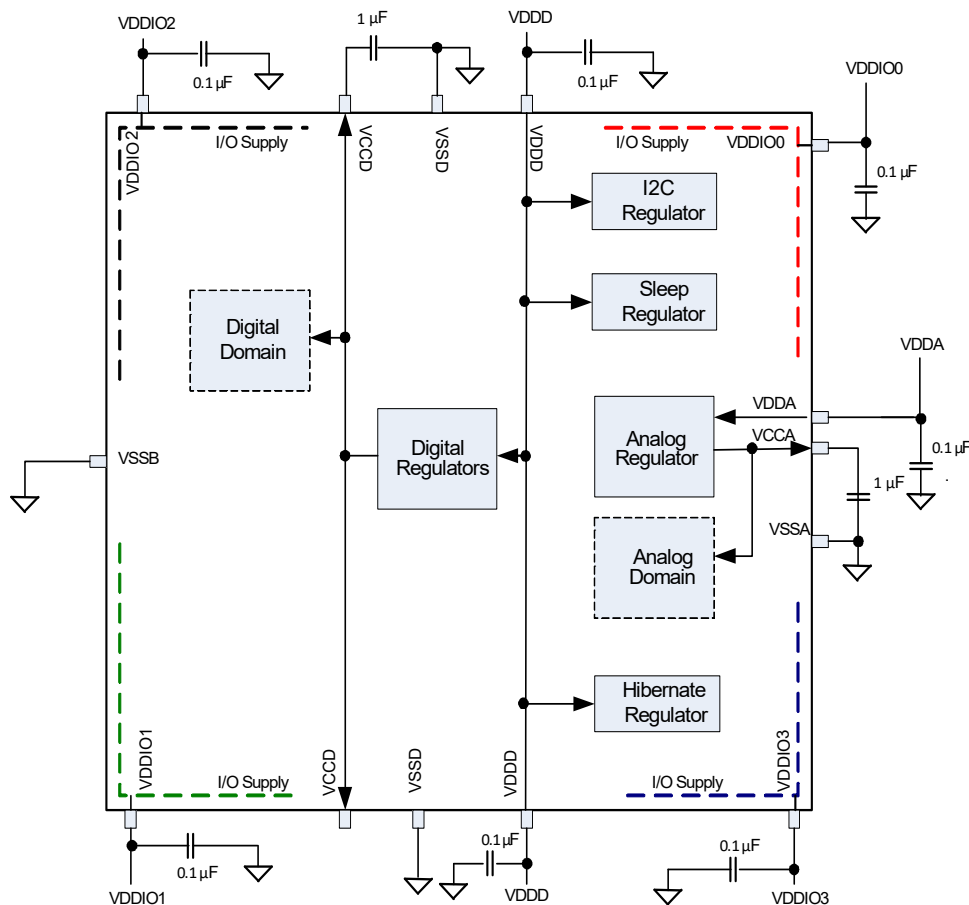 VDDIO2
0.1 µF
1 µF
VDDD
0.1 µF
VDDIO0
0.1 µF
VDDIO2
I/O Supply
VCCD
VSSD
VDDD
I/O Supply
VDDIO0
I2C
Regulator
Sleep
Regulator
Digital
Domain
VDDA
VDDA
VCCA
0.1 µF
Digital
Regulators
Analog
Regulator
VSSB
1 µF
.
VSSA
Analog
Domain
Hibernate
Regulator
VDDIO1
I/O Supply
VCCD
VSSD
VDDD
I/O Supply
VDDIO3
0.1 µF
VDDIO1
0.1 µF
VDDD
0.1 µF
VDDIO3